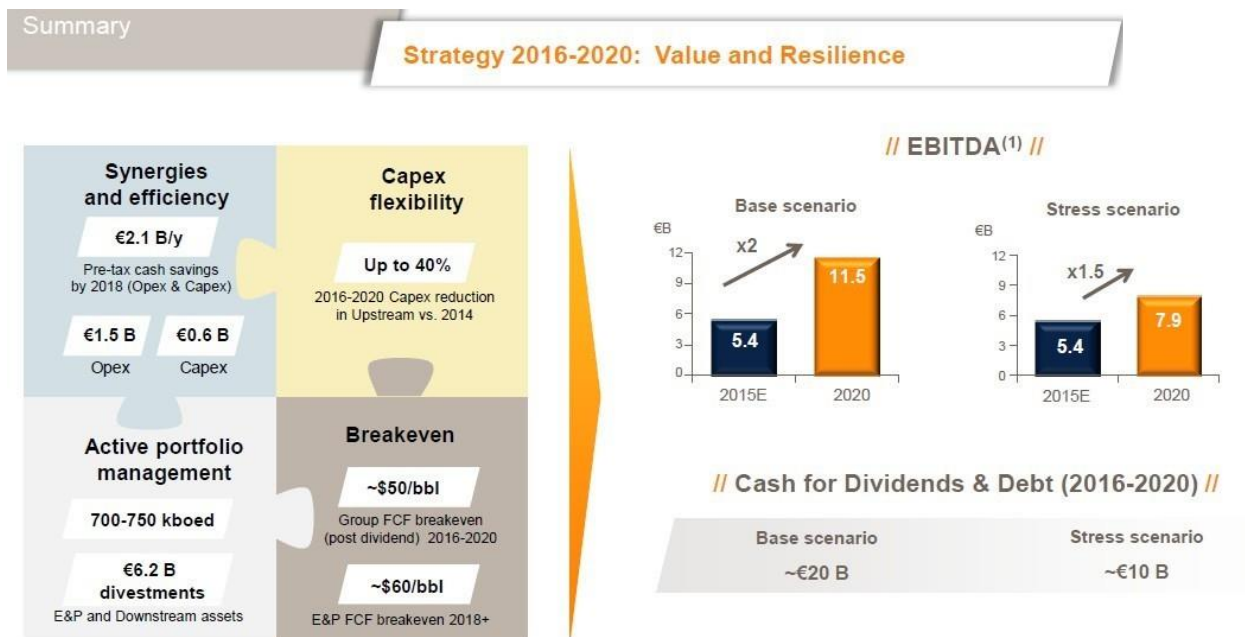 Summary
Strategy 2016-2020: Value and Resilience
Synergies
and efficiency
€2.1 B/y
Pre-tax cash savings
by 2018 (Opex & Capex)
€1.5 B
€0.6 B
Opex
Capex
Capex
flexibility
Up to 40%
2016-2020 Capex reduction
in Upstream vs. 2014
Active portfolio
management
700-750 kboed
€6.2 B
divestments
E&P and Downstream assets
Breakeven
~$50/bbl
Group FCF breakeven
(post dividend) 2016-2020
~$60/bbl
E&P FCF breakeven 2018+
// EBITDA(1) //
Base scenario
€B
12
9
6
3
0
x2
5.4
11.5
2015E
2020
Stress scenario
€B
12
9
6
3
0
x1.5
5.4
7.9
2015E
2020
// Cash for Dividends & Debt (2016-2020) //
Base scenario
~€20 B
Stress scenario
~€10 B